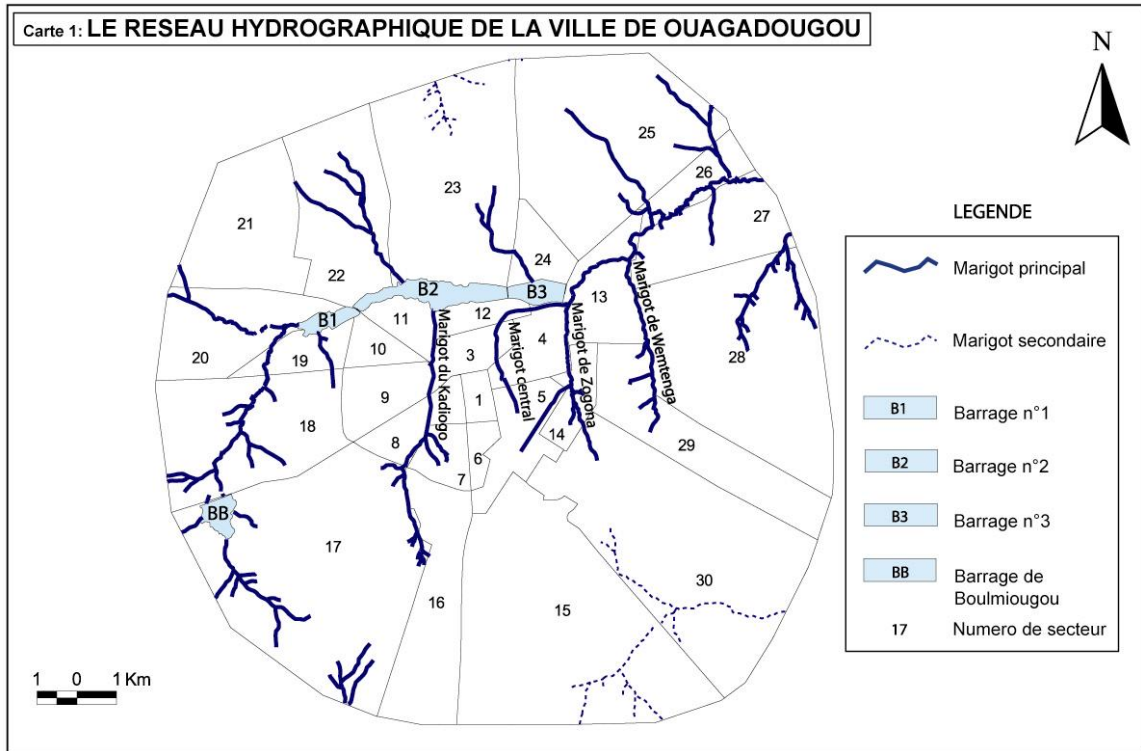 Carte 1: LE RESEAU HYDROGRAPHIQUE DE LA VILLE DE OUAGADOUGOU
N
25
23
26
21
27
24
22
B2
B3
13
B1
11
12
20
19
10
3
4
28
Marigot du Kadiogo
Marigot central
Marigot de Zogona
Marigot de Wemtenga
18
9
1
5
8
14
29
6
7
BB
17
16
15
30
1 0 1 Km
LEGENDE
Marigot principal
Marigot secondaire
B1 Barrage n°1
B2 Barrage n°2
B3 Barrage n°3
BB Barrage de
Boulmiougou
17 Numero de secteur